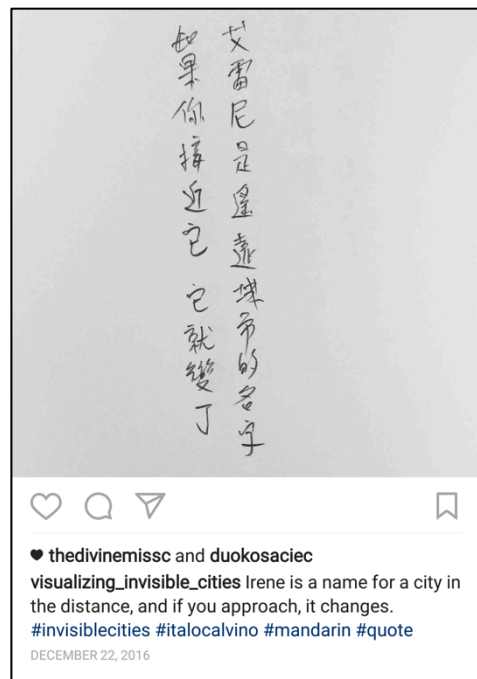 艾雷尼是遙遠城市的名字
如果你接近它 它就變了
thedivinemissc and duokosaciec
visualizing_invisible_cities Irene is a name for a city in
the distance, and if you approach, it changes.
#invisiblecities #italocalvino #mandarin #quote
DECEMBER 22, 2016